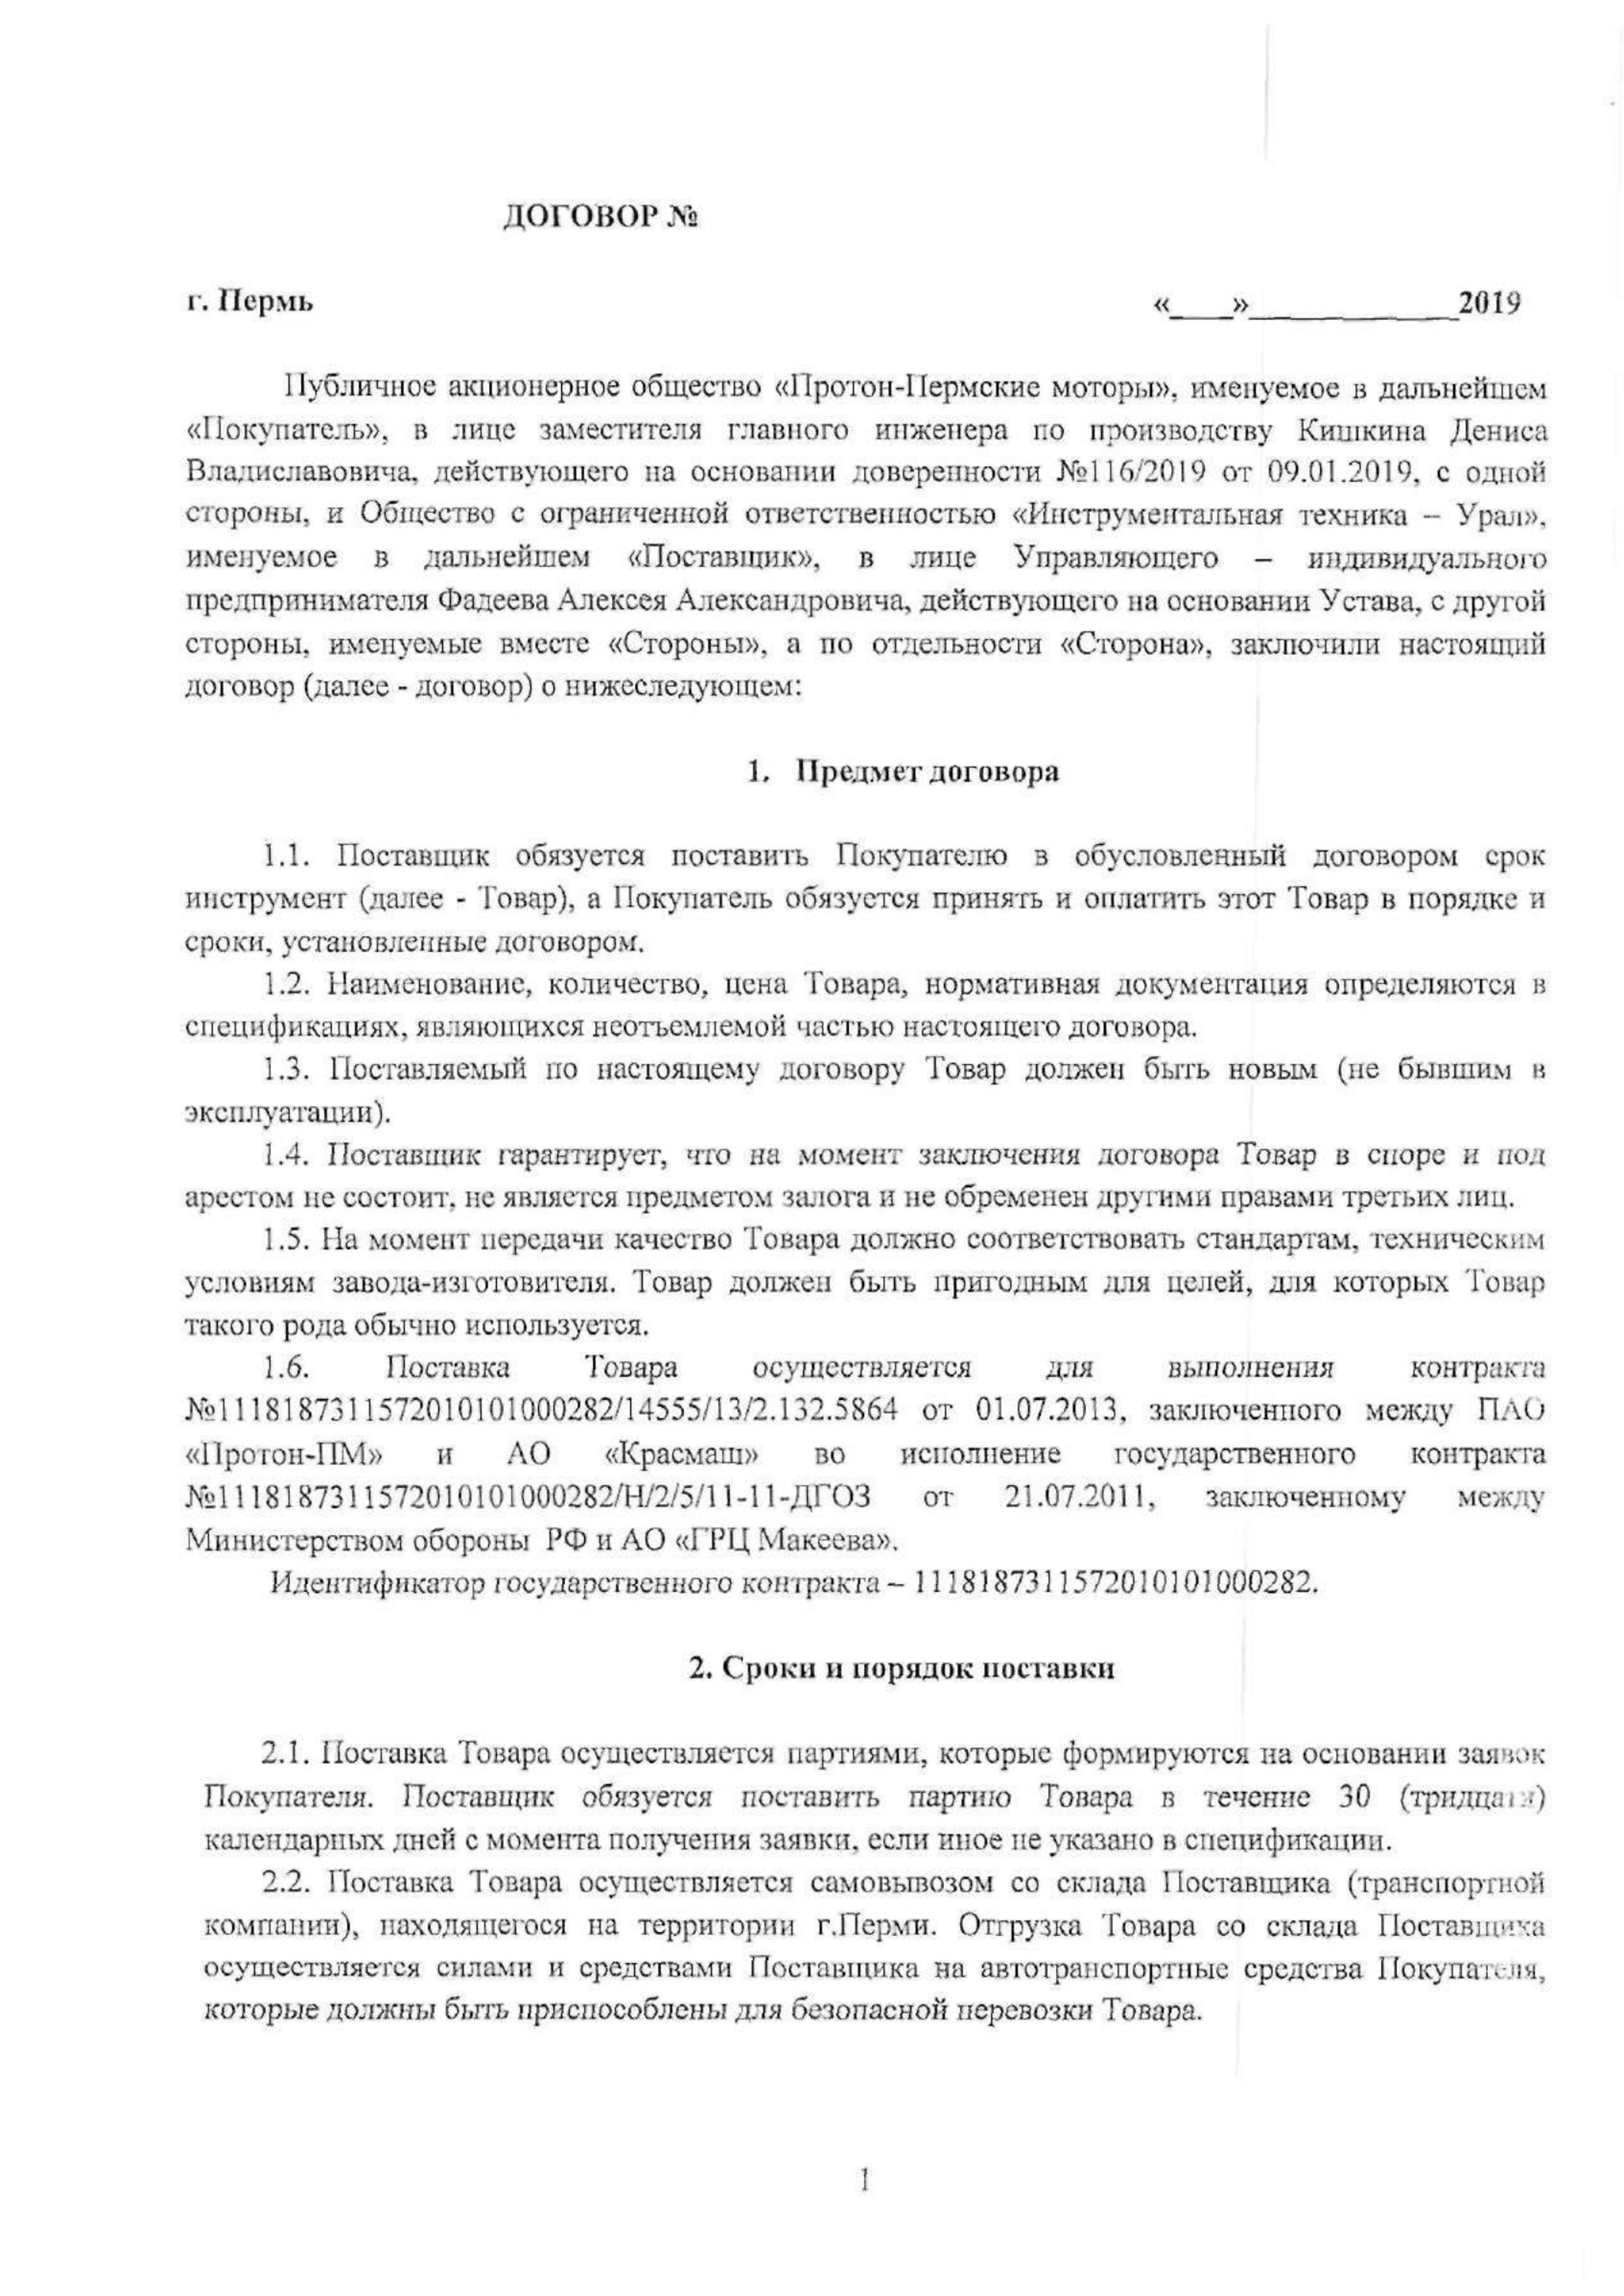 ДОГОВОР №
г. Пермь «____»_____________2019
Публичное акционерное общество «Протон-Пермские моторы», именуемое в дальнейшем
«Покупатель», в лице заместителя главного инженера по производству Кишкина Дениса
Владиславовича, действующего на основании доверенности №116/2019 от 09.01.2019, с одной
стороны, и Общество с ограниченной ответственностью «Инструментальная техника – Урал»,
именуемое в дальнейшем «Поставщик», в лице Управляющего – индивидуального
предпринимателя Фадеева Алексея Александровича, действующего на основании Устава, с другой
стороны, именуемые вместе «Стороны», а по отдельности «Сторона», заключили настоящий
договор (далее - договор) о нижеследующем:
1. Предмет договора
1.1. Поставщик обязуется поставить Покупателю в обусловленный договором срок
инструмент (далее - Товар), а Покупатель обязуется принять и оплатить этот Товар в порядке и
сроки, установленные договором.
1.2. Наименование, количество, цена Товара, нормативная документация определяются в
спецификациях, являющихся неотъемлемой частью настоящего договора.
1.3. Поставляемый по настоящему договору Товар должен быть новым (не бывшим в
эксплуатации).
1.4. Поставщик гарантирует, что на момент заключения договора Товар в споре и под
арестом не состоит, не является предметом залога и не обременен другими правами третьих лиц.
1.5. На момент передачи качество Товара должно соответствовать стандартам, техническим
условиям завода-изготовителя. Товар должен быть пригодным для целей, для которых Товар
такого рода обычно используется.
1.6. Поставка Товара осуществляется для выполнения контракта
№1118187311572010101000282/14555/13/2.132.5864 от 01.07.2013, заключенного между ПАО
«Протон-ПМ» и АО «Красмаш» во исполнение государственного контракта
№1118187311572010101000282/Н/2/5/11-11-ДГОЗ от 21.07.2011, заключенному между
Министерством обороны РФ и АО «ГРЦ Макеева».
Идентификатор государственного контракта – 1118187311572010101000282.
2. Сроки и порядок поставки
2.1. Поставка Товара осуществляется партиями, которые формируются на основании заявок
Покупателя. Поставщик обязуется поставить партию Товара в течение 30 (тридцати)
календарных дней с момента получения заявки, если иное не указано в спецификации.
2.2. Поставка Товара осуществляется самовывозом со склада Поставщика (транспортной
компании), находящегося на территории г.Перми. Отгрузка Товара со склада Поставщика
осуществляется силами и средствами Поставщика на автотранспортные средства Покупателя,
которые должны быть приспособлены для безопасной перевозки Товара.
1